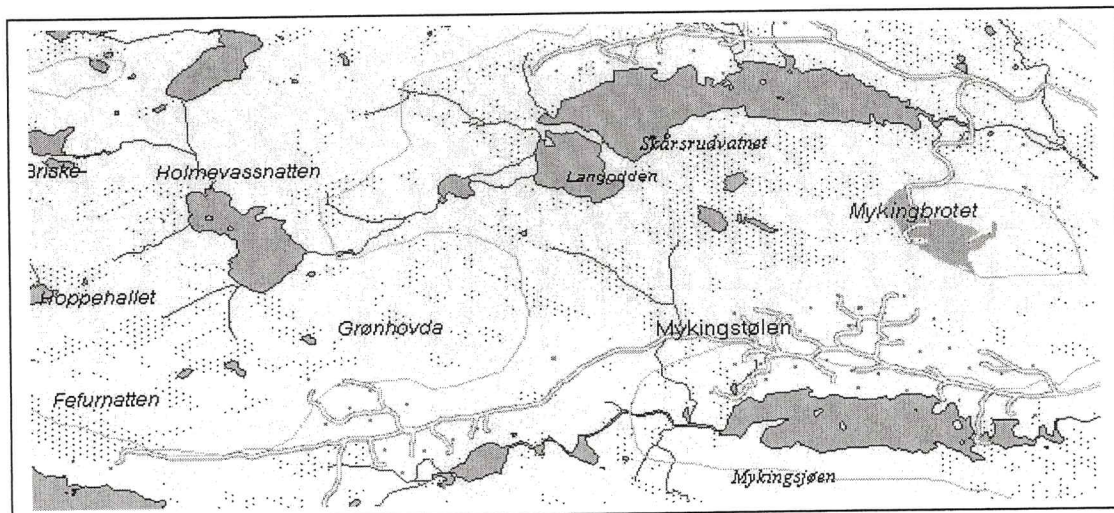 Skårsrudvatnet
Briske-
Holmevassnatten
Langodden
Mykingbrotet
Hoppehallet
Grønhovda
Mykingstølen
Fefurnatten
Mykingsjøen